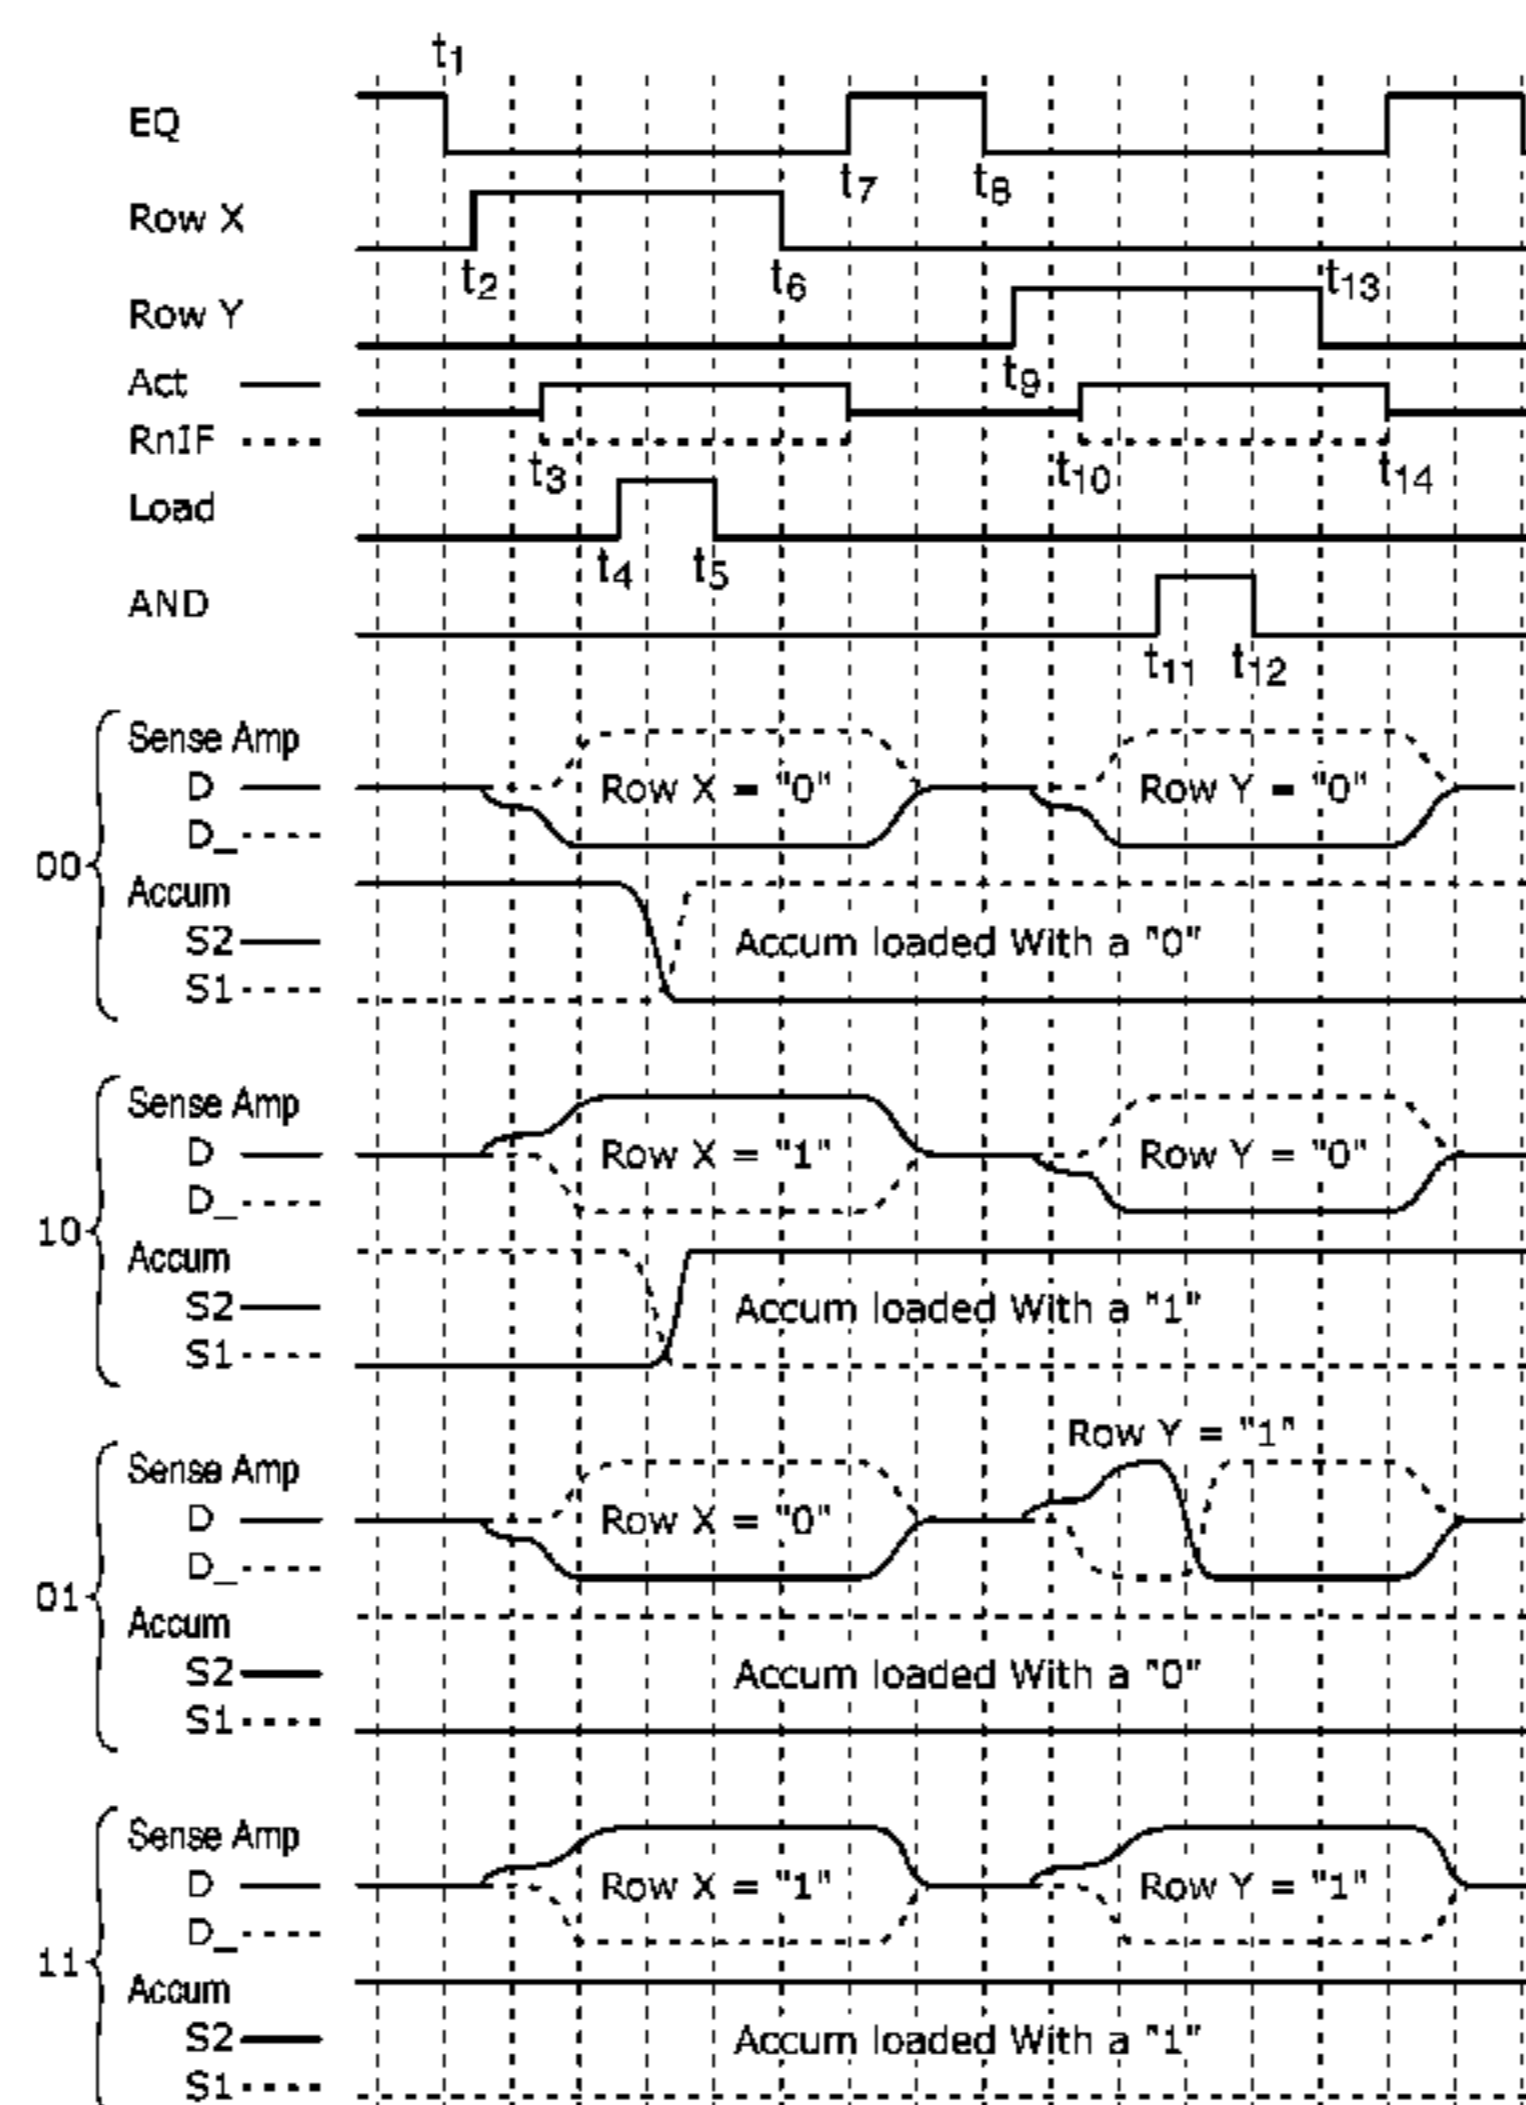 t1
EQ
t7 t8
Row X
t2 t6 t13
Row Y
t9
Act
RnIF
t3 t10 t14
Load
t4 t5
AND
t11 t12
00
Sense Amp
D
D_
Row X = "0" Row Y = "0"
Accum
S2
S1
Accum loaded With a "0"
10
Sense Amp
D
D_
Row X = "1" Row Y = "0"
Accum
S2
S1
Accum loaded With a "1"
Row Y = "1"
01
Sense Amp
D
D_
Row X = "0"
Accum
S2
S1
Accum loaded With a "0"
11
Sense Amp
D
D_
Row X = "1" Row Y = "1"
Accum
S2
S1
Accum loaded With a "1"